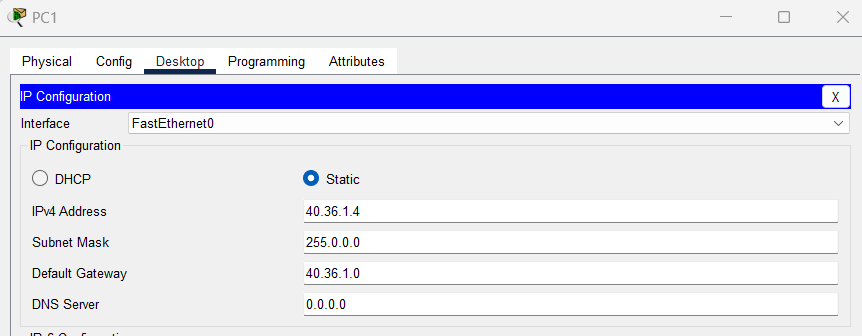 PC1
Physical Config Desktop Programming Attributes
IP Configuration X
Interface FastEthernet0
IP Configuration
DHCP Static
IPv4 Address 40.36.1.4
Subnet Mask 255.0.0.0
Default Gateway 40.36.1.0
DNS Server 0.0.0.0